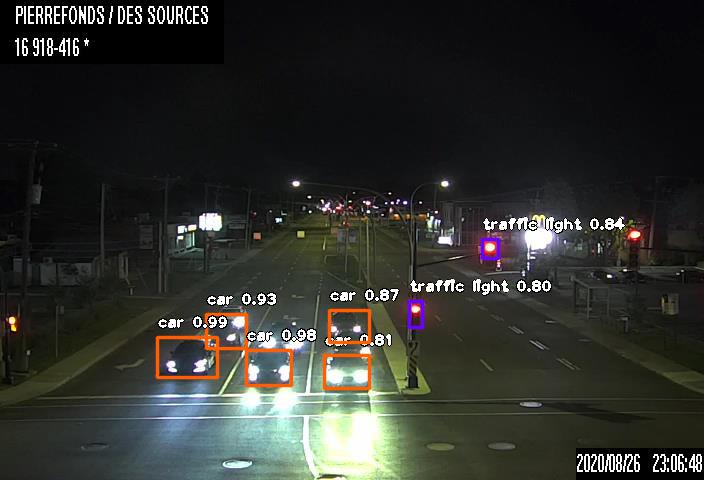 PIERREFONDS / DES SOURCES
16 918-416 *
traffic light 0.84
traffic light 0.80
car 0.93
car 0.87
car 0.99
car 0.98
car 0.81
2020/08/26 23:06:48